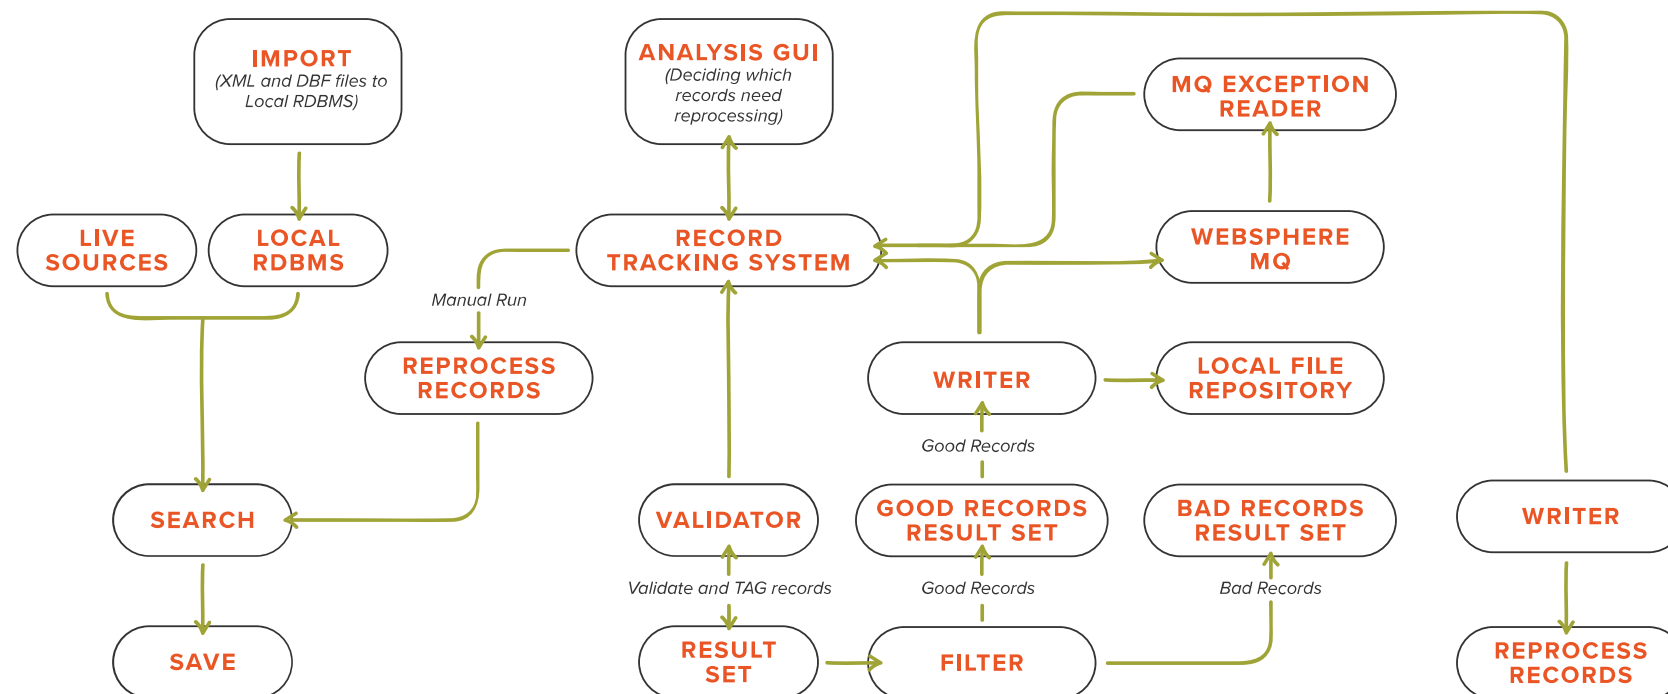 IMPORT
(XML and DBF files to
Local RDBMS)
ANALYSIS GUI
(Deciding which
records need
reprocessing)
MQ EXCEPTION
READER
LIVE
SOURCES
LOCAL
RDBMS
RECORD
TRACKING SYSTEM
WEBSPHERE
MQ
Manual Run
REPROCESS
RECORDS
WRITER
LOCAL FILE
REPOSITORY
Good Records
SEARCH
VALIDATOR
GOOD RECORDS
RESULT SET
BAD RECORDS
RESULT SET
WRITER
Validate and TAG records
Good Records
Bad Records
SAVE
RESULT
SET
FILTER
REPROCESS
RECORDS